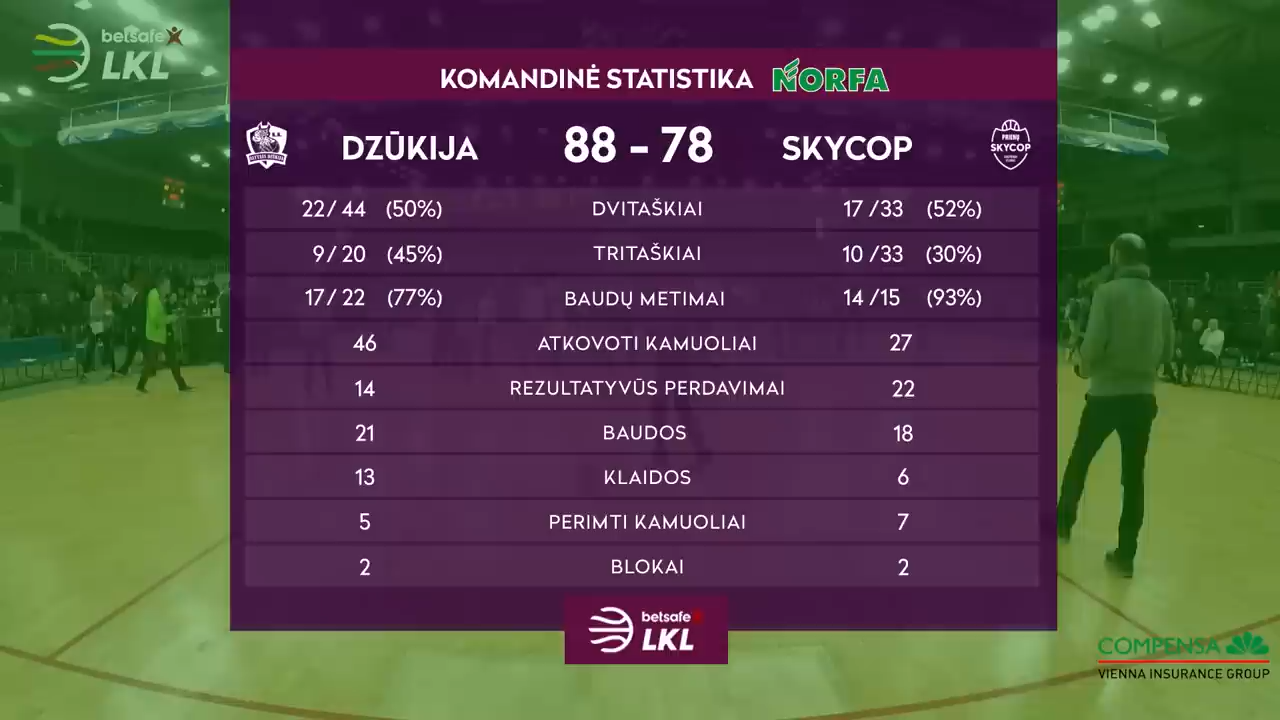 betsafe
LKL
KOMANDINĖ STATISTIKA NORFA
DZŪKIJA 88 - 78 SKYCOP
PRIENŲ
SKYCOP
22/ 44 (50%) DVITAŠKIAI 17 /33 (52%)
9/ 20 (45%) TRITAŠKIAI 10 /33 (30%)
17/ 22 (77%) BAUDŲ METIMAI 14 /15 (93%)
46 ATKOVOTI KAMUOLIAI 27
14 REZULTATYVŪS PERDAVIMAI 22
21 BAUDOS 18
13 KLAIDOS 6
5 PERIMTI KAMUOLIAI 7
2 BLOKAI 2
betsafe
LKL
COMPENSA
VIENNA INSURANCE GROUP